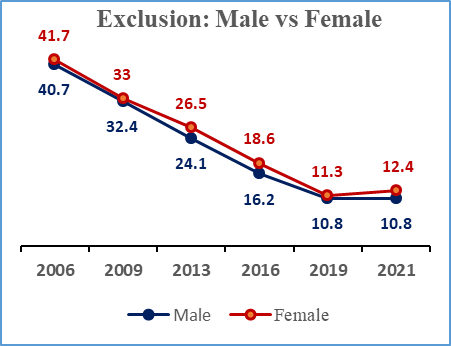 Exclusion: Male vs Female
41.7 33 26.5 18.6 11.3 12.4
40.7 32.4 24.1 16.2 10.8 10.8
2006 2009 2013 2016 2019 2021
Male Female